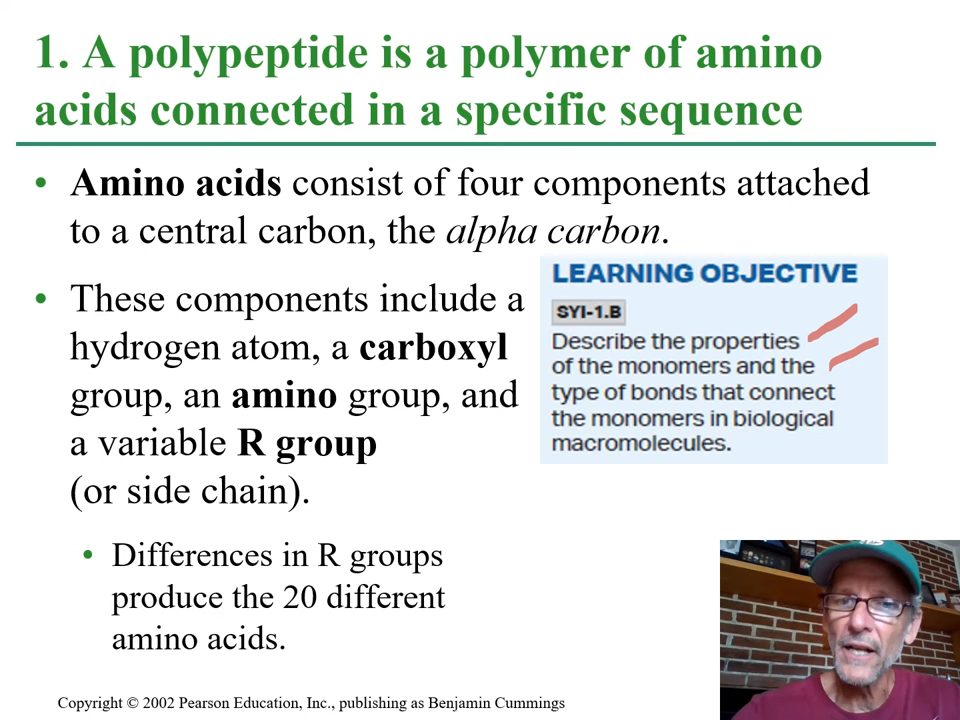 1. A polypeptide is a polymer of amino
acids connected in a specific sequence
• Amino acids consist of four components attached
to a central carbon, the alpha carbon.
• These components include a
hydrogen atom, a carboxyl
group, an amino group, and
a variable R group
(or side chain).
• Differences in R groups
produce the 20 different
amino acids.
LEARNING OBJECTIVE
SYI-1.B
Describe the properties
of the monomers and the
type of bonds that connect
the monomers in biological
macromolecules.
Copyright © 2002 Pearson Education, Inc., publishing as Benjamin Cummings